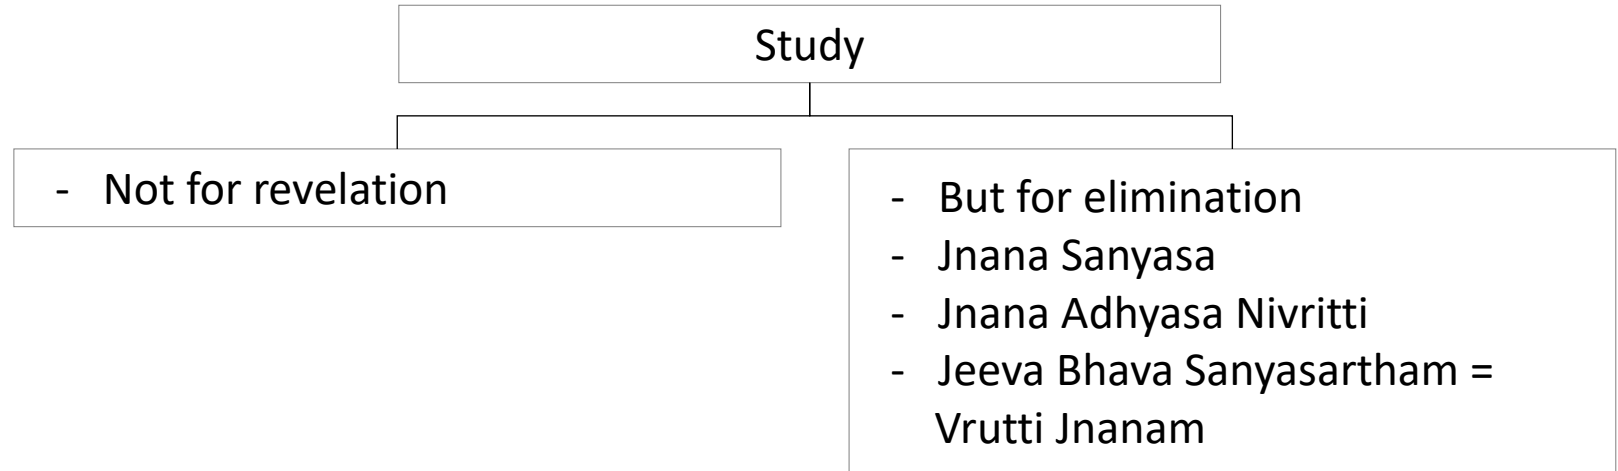 Study
- Not for revelation
- But for elimination
- Jnana Sanyasa
- Jnana Adhyasa Nivritti
- Jeeva Bhava Sanyasartham =
Vrutti Jnanam